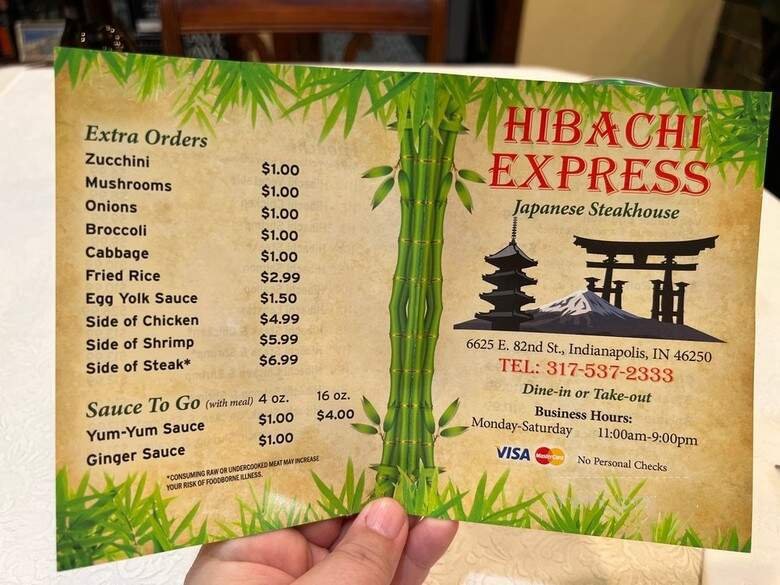 Extra Orders
Zucchini $1.00
Mushrooms $1.00
Onions $1.00
Broccoli $1.00
Cabbage $1.00
Fried Rice $2.99
Egg Yolk Sauce $1.50
Side of Chicken $4.99
Side of Shrimp $5.99
Side of Steak* $6.99
Sauce To Go (with meal) 4 oz. 16 oz.
Yum-Yum Sauce $1.00 $4.00
Ginger Sauce $1.00
*CONSUMING RAW OR UNDERCOOKED MEAT MAY INCREASE
YOUR RISK OF FOODBORNE ILLNESS.
HIBACHI
EXPRESS
Japanese Steakhouse
6625 E. 82nd St., Indianapolis, IN 46250
TEL: 317-537-2333
Dine-in or Take-out
Business Hours:
Monday-Saturday 11:00am-9:00pm
VISA MasterCard No Personal Checks